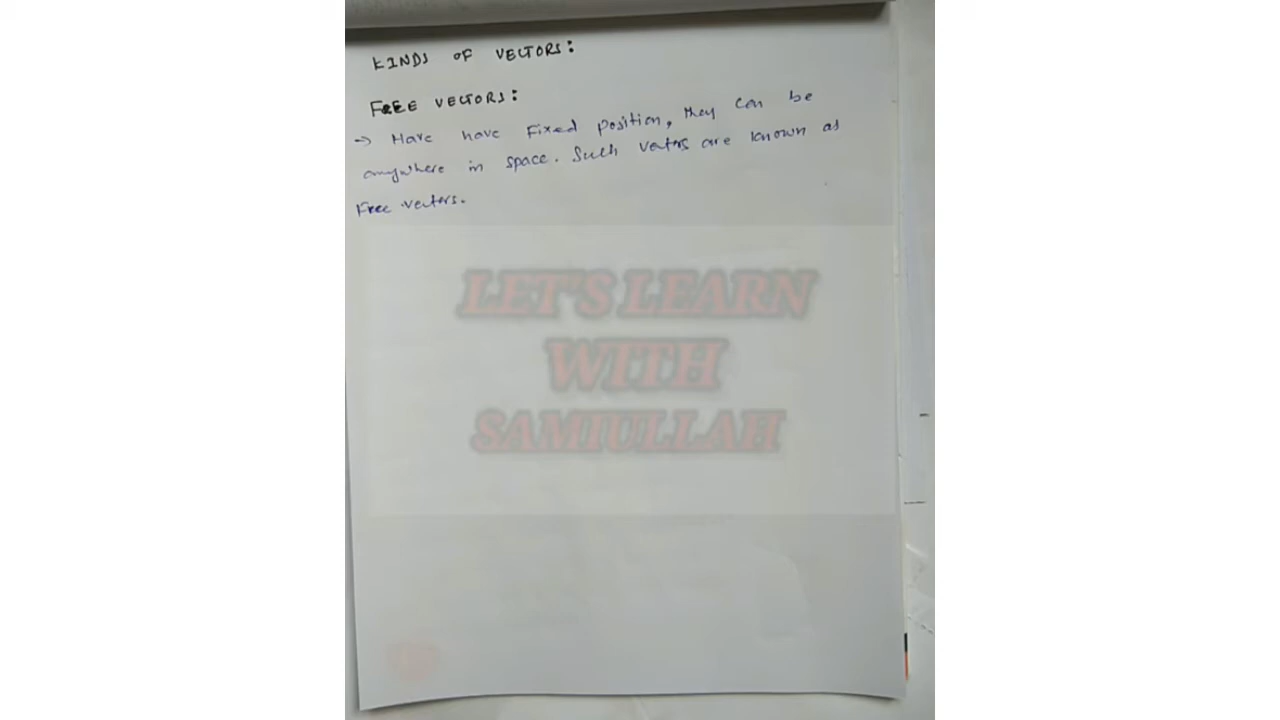 KINDS OF VECTORS:
FREE VECTORS:
→ Have have Fixed position, they can be
anywhere in space. Such vectors are known as
Free vectors.
LET'S LEARN
WITH
SAMIULLAH